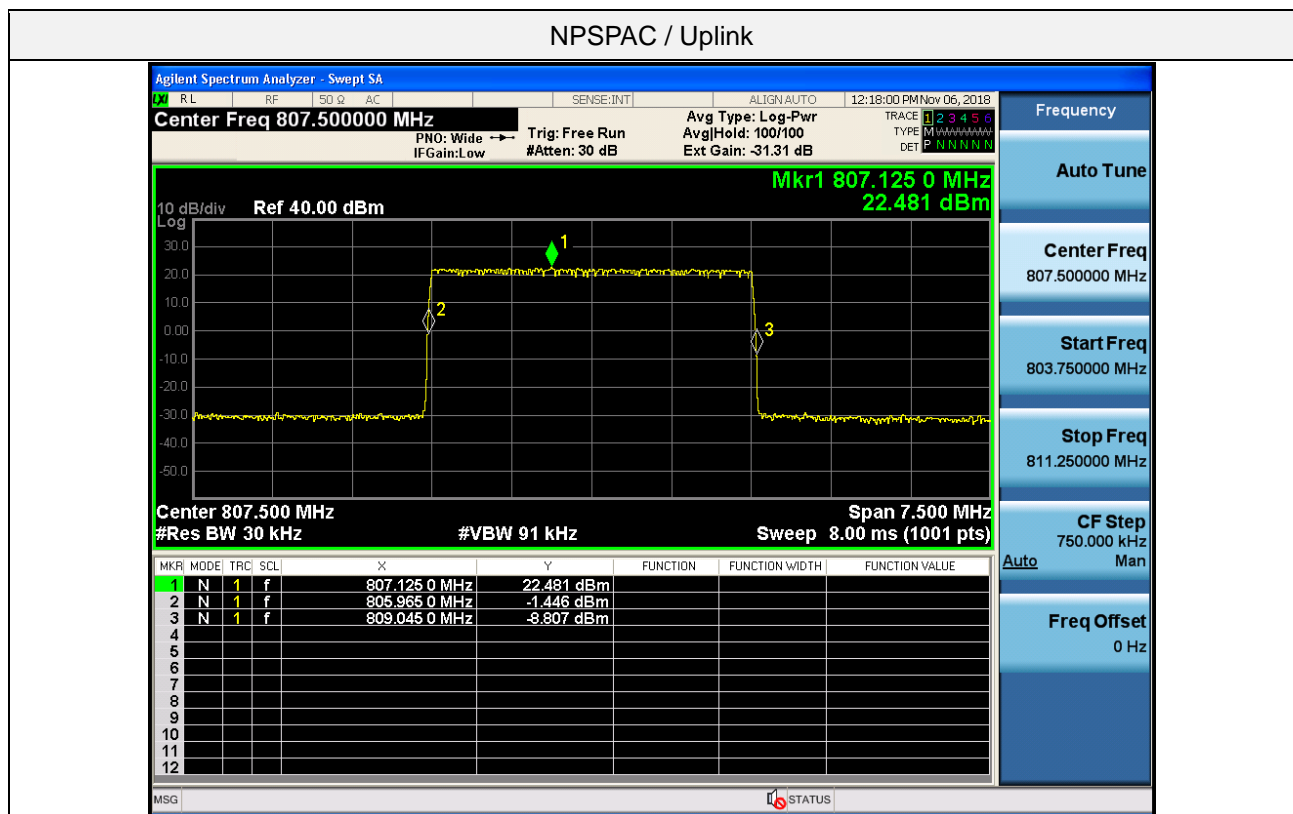 NPSPAC / Uplink
Agilent Spectrum Analyzer - Swept SA
LXI RL RF 50 Ω AC SENSE:INT ALIGN AUTO 12:18:00 PM Nov 06, 2018
Center Freq 807.500000 MHz
PNO: Wide
IFGain:Low
Trig: Free Run
#Atten: 30 dB
Avg Type: Log-Pwr
Avg|Hold: 100/100
Ext Gain: -31.31 dB
TRACE 1 2 3 4 5 6
TYPE M WWWWW
DET P N N N N N
Mkr1 807.125 0 MHz
22.481 dBm
10 dB/div Ref 40.00 dBm
Log
30.0
20.0
10.0
0.00
-10.0
-20.0
-30.0
-40.0
-50.0
1
2
3
Center 807.500 MHz Span 7.500 MHz
#Res BW 30 kHz #VBW 91 kHz Sweep 8.00 ms (1001 pts)
MKR MODE TRC SCL X Y FUNCTION FUNCTION WIDTH FUNCTION VALUE
1 N 1 f 807.125 0 MHz 22.481 dBm
2 N 1 f 805.965 0 MHz -1.446 dBm
3 N 1 f 809.045 0 MHz -8.807 dBm
4
5
6
7
8
9
10
11
12
MSG STATUS
Frequency
Auto Tune
Center Freq
807.500000 MHz
Start Freq
803.750000 MHz
Stop Freq
811.250000 MHz
CF Step
750.000 kHz
Auto Man
Freq Offset
0 Hz